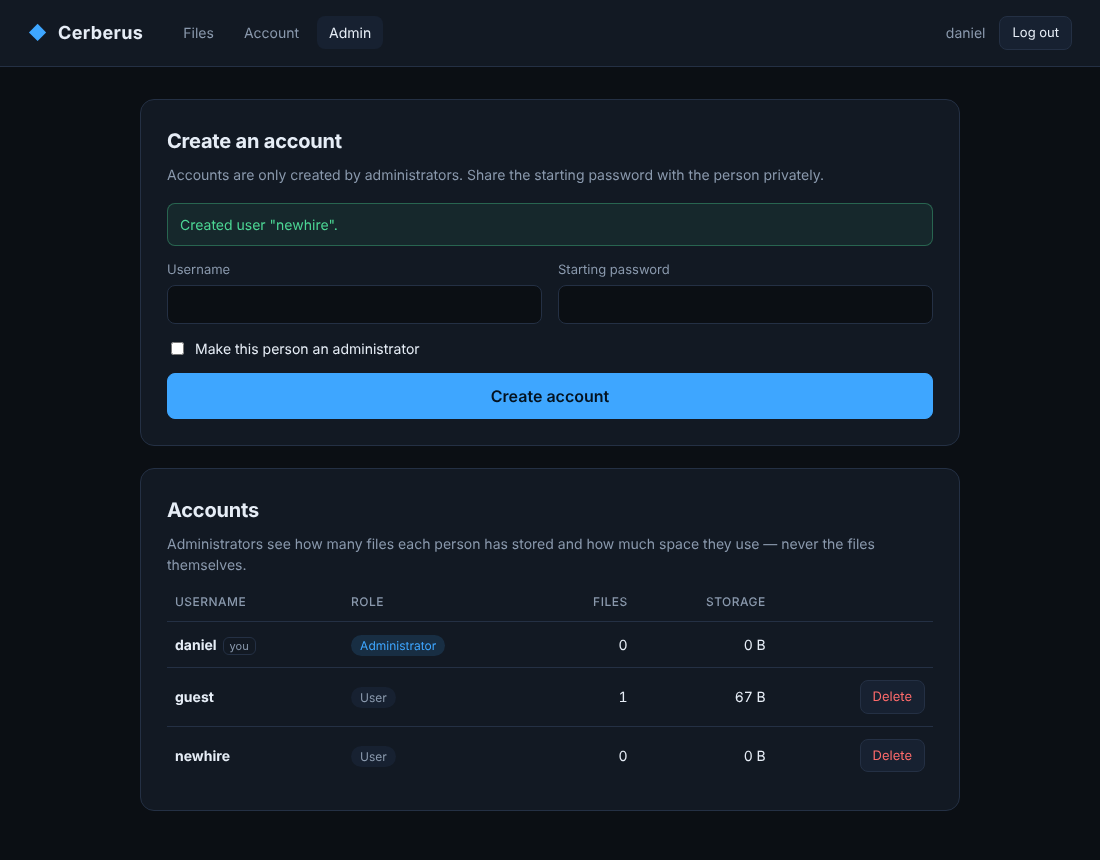 Cerberus Files Account Admin daniel Log out
Create an account
Accounts are only created by administrators. Share the starting password with the person privately.
Created user "newhire".
Username Starting password
Make this person an administrator
Create account
Accounts
Administrators see how many files each person has stored and how much space they use — never the files
themselves.
USERNAME ROLE FILES STORAGE
daniel you Administrator 0 0 B
guest User 1 67 B Delete
newhire User 0 0 B Delete